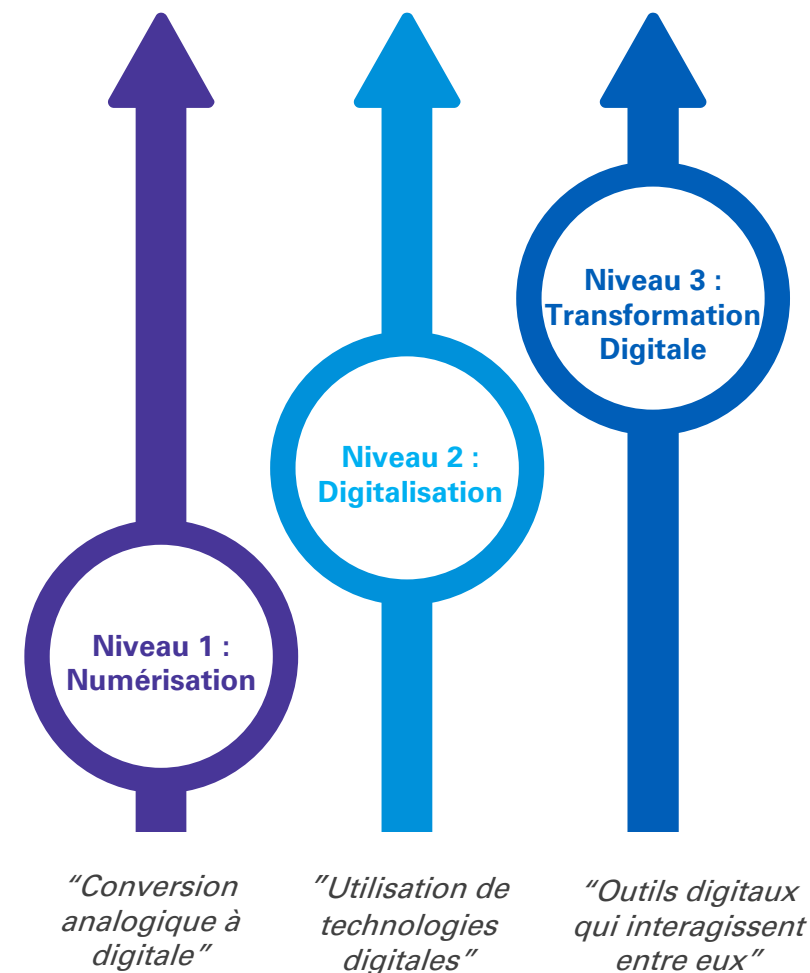 Niveau 1 :
Numérisation
"Conversion
analogique à
digitale"
Niveau 2 :
Digitalisation
"Utilisation de
technologies
digitales"
Niveau 3 :
Transformation
Digitale
"Outils digitaux
qui interagissent
entre eux"